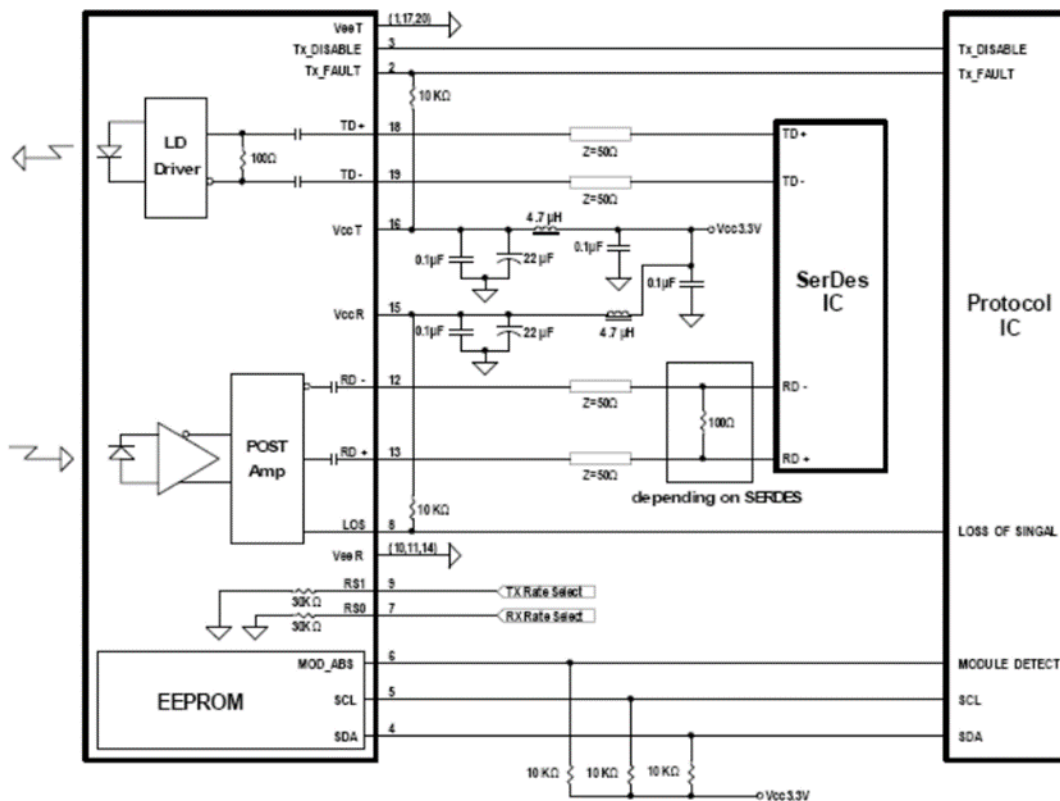 VeeT
(1,17,20)
Tx_DISABLE
3
Tx_DISABLE
Tx_FAULT
2
Tx_FAULT
10 KΩ
LD
Driver
100Ω
TD+
18
Z=50Ω
TD+
TD-
19
Z=50Ω
TD-
VccT
16
4.7 µH
Vcc3.3V
0.1µF
22 µF
0.1µF
0.1µF
SerDes
IC
Protocol
IC
VccR
15
0.1µF
22 µF
4.7 µH
RD -
12
Z=50Ω
RD -
POST
Amp
100Ω
RD +
13
Z=50Ω
RD +
depending on SERDES
10 KΩ
LOS
8
LOSS OF SINGAL
VeeR
(10,11,14)
RS1
9
30KΩ
TX Rate Select
RS0
7
30KΩ
RX Rate Select
MOD_ABS
6
MODULE DETECT
EEPROM
SCL
5
SCL
SDA
4
SDA
10 KΩ
10 KΩ
10 KΩ
Vcc3.3V